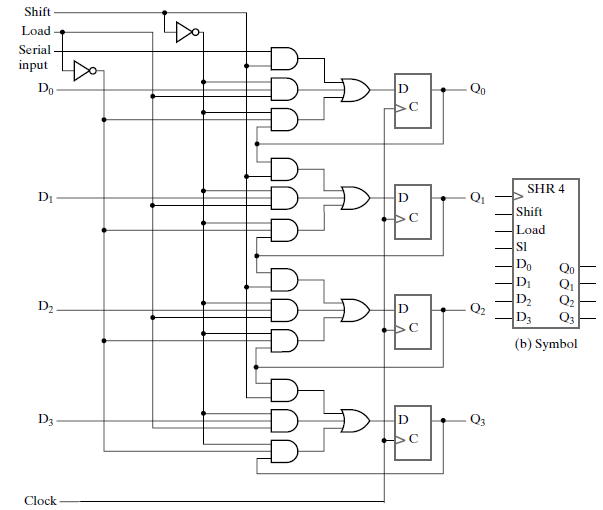 Shift
Load
Serial
input
D0
D
C
Q0
D1
D
C
Q1
SHR 4
Shift
Load
SI
D0 Q0
D1 Q1
D2 Q2
D3 Q3
(b) Symbol
D2
D
C
Q2
D3
D
C
Q3
Clock